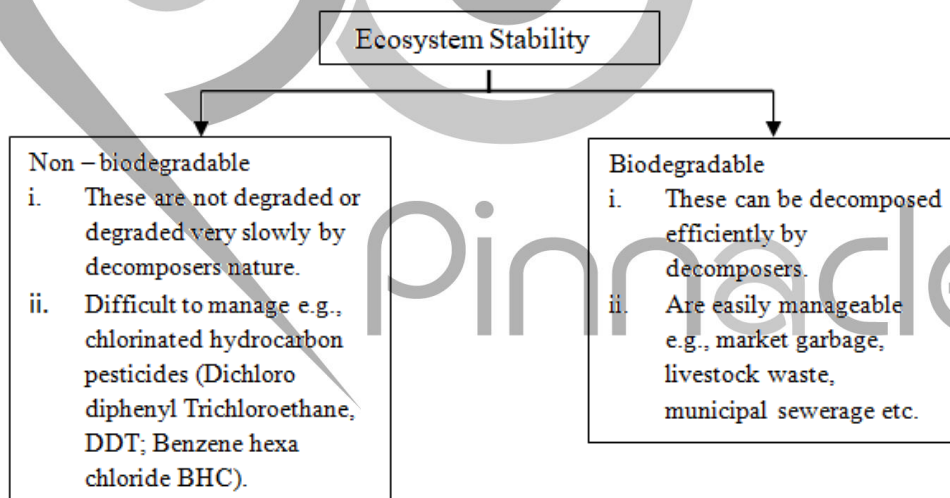 Ecosystem Stability
Non – biodegradable
i. These are not degraded or
degraded very slowly by
decomposers nature.
ii. Difficult to manage e.g.,
chlorinated hydrocarbon
pesticides (Dichloro
diphenyl Trichloroethane,
DDT; Benzene hexa
chloride BHC).
Biodegradable
i. These can be decomposed
efficiently by
decomposers.
ii. Are easily manageable
e.g., market garbage,
livestock waste,
municipal sewerage etc.
Pinnacle